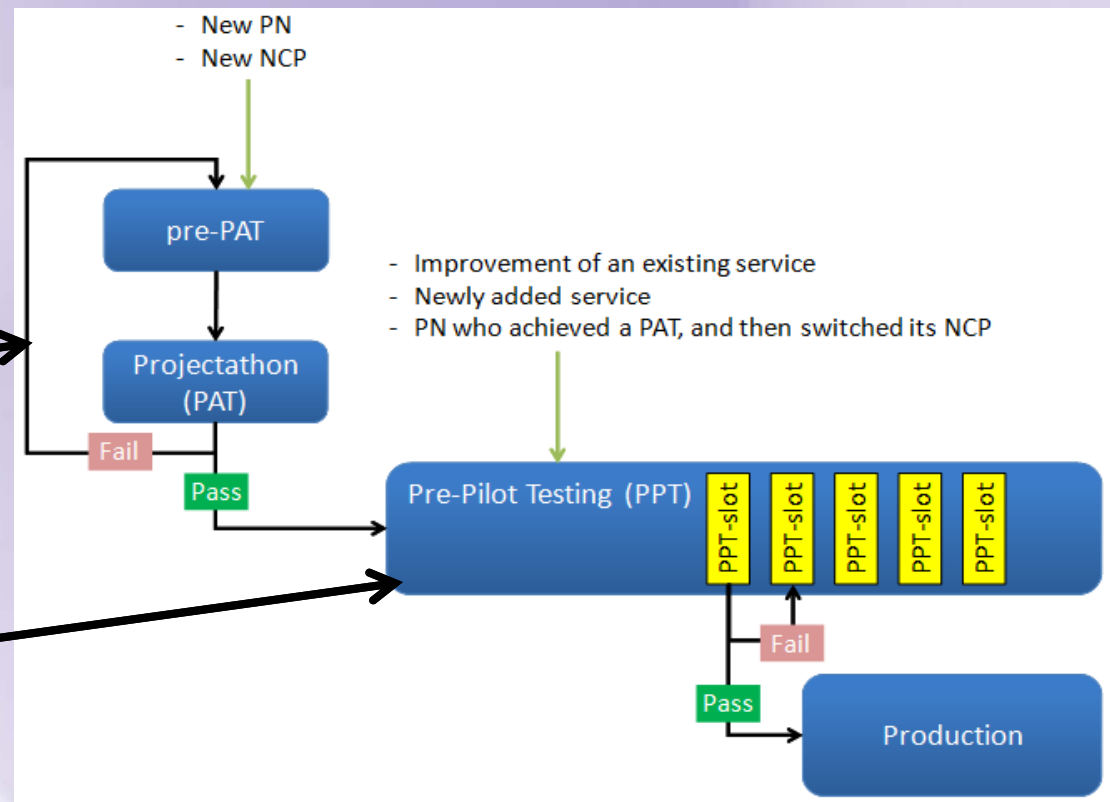 - New PN
- New NCP
pre-PAT
- Improvement of an existing service
- Newly added service
- PN who achieved a PAT, and then switched its NCP
Projectathon
(PAT)
Fail
Pass
Pre-Pilot Testing (PPT)
PPT-slot
PPT-slot
PPT-slot
PPT-slot
PPT-slot
Fail
Pass
Production